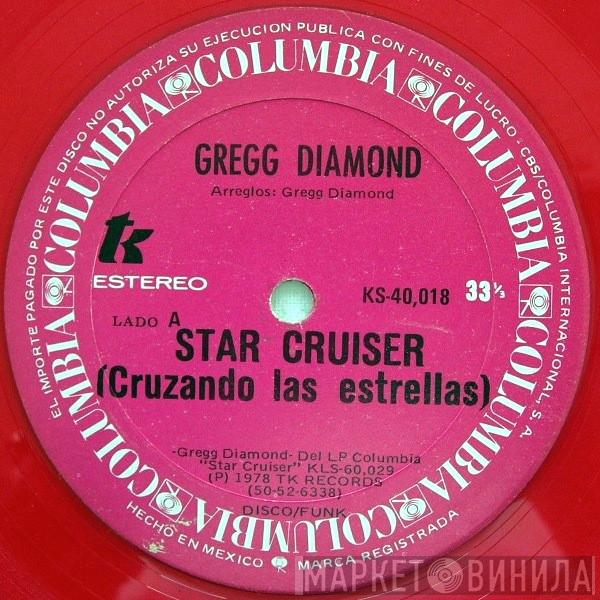 EL IMPORTE PAGADO POR ESTE DISCO NO AUTORIZA SU EJECUCION PUBLICA CON FINES DE LUCRO - CBS/COLUMBIA INTERNACIONAL, S.A.
COLUMBIA COLUMBIA COLUMBIA COLUMBIA COLUMBIA COLUMBIA COLUMBIA
GREGG DIAMOND
Arreglos: Gregg Diamond
tk
ESTEREO
KS-40,018 33⅓
LADO A
STAR CRUISER
(Cruzando las estrellas)
-Gregg Diamond- Del LP Columbia
"Star Cruiser" KLS-60,029
(P) 1978 TK RECORDS
(50-52-6338)
DISCO/FUNK
HECHO EN MEXICO MARCA REGISTRADA
МАРКЕТ ВИНИЛА